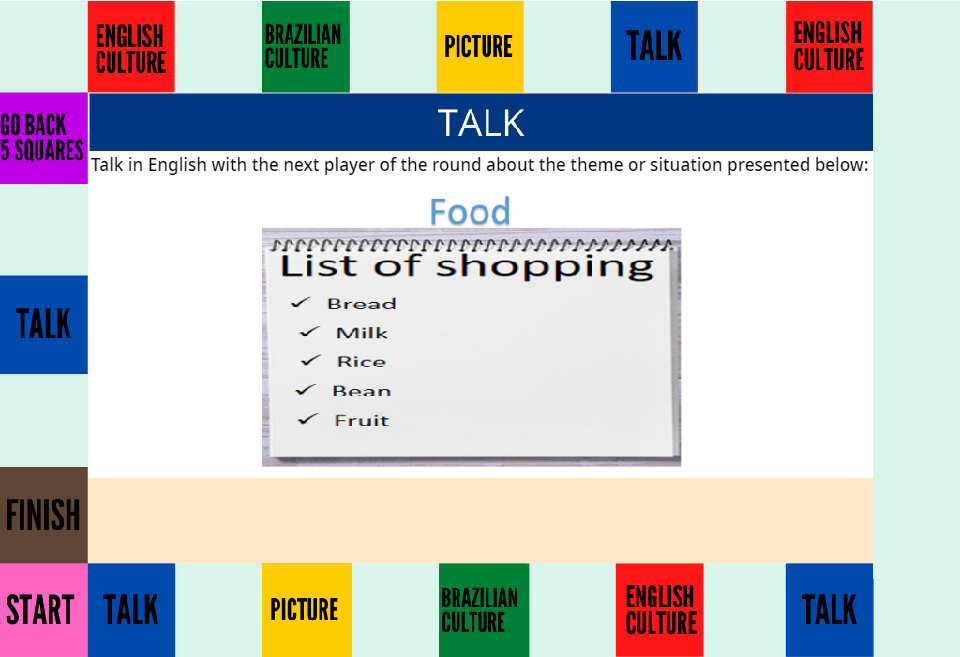 ENGLISH
CULTURE
BRAZILIAN
CULTURE
PICTURE
TALK
ENGLISH
CULTURE
GO BACK
5 SQUARES
TALK
Talk in English with the next player of the round about the theme or situation presented below:
Food
List of shopping
✓ Bread
✓ Milk
✓ Rice
✓ Bean
✓ Fruit
TALK
FINISH
START
TALK
PICTURE
BRAZILIAN
CULTURE
ENGLISH
CULTURE
TALK